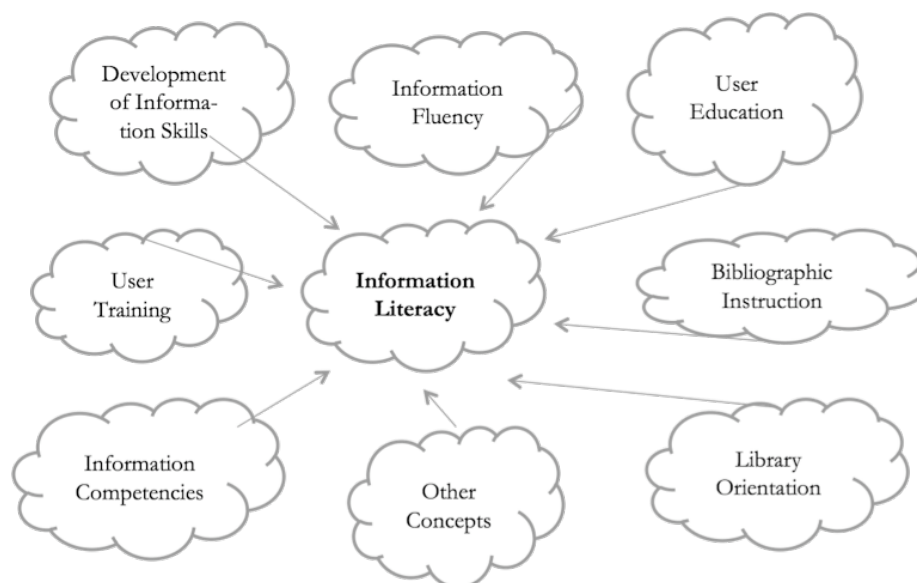 Development
of Informa-
tion Skills
Information
Fluency
User
Education
User
Training
Information
Literacy
Bibliographic
Instruction
Information
Competencies
Other
Concepts
Library
Orientation